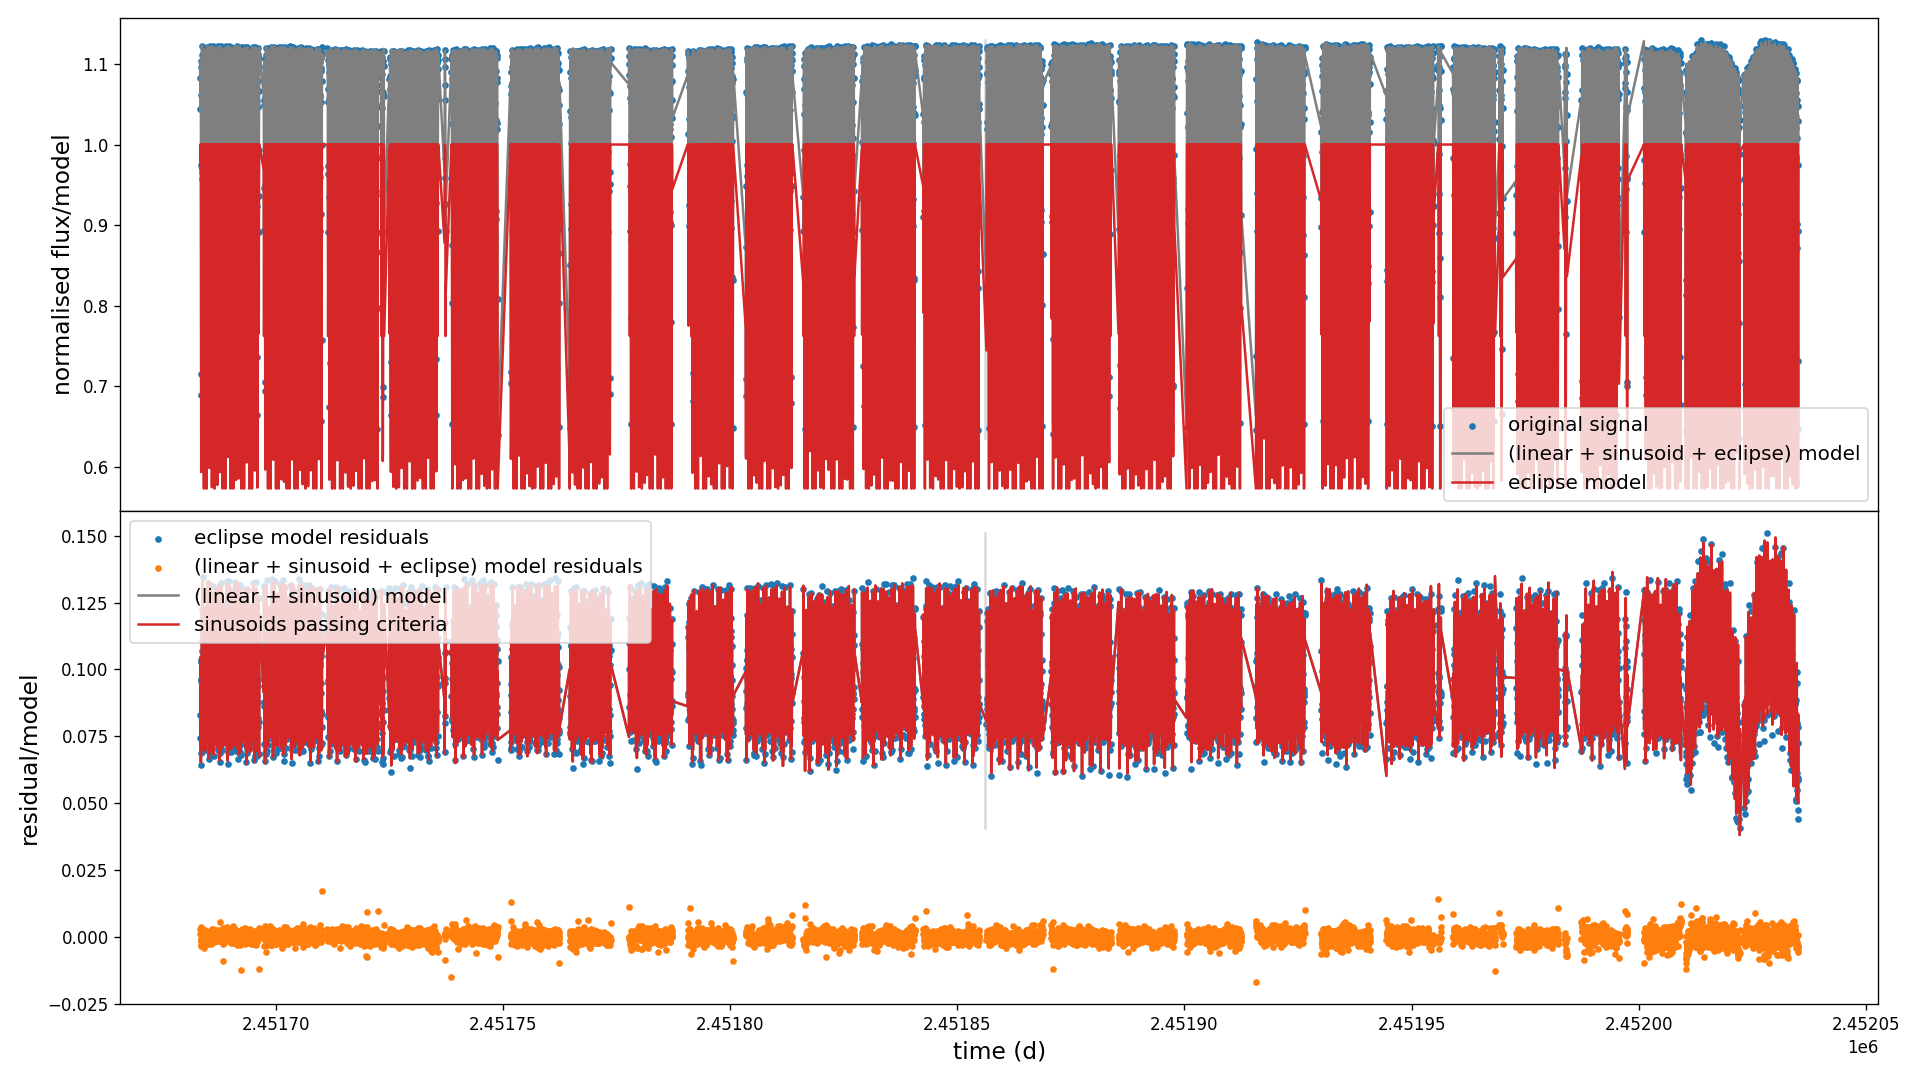 normalised flux/model
1.1
1.0
0.9
0.8
0.7
0.6
original signal
(linear + sinusoid + eclipse) model
eclipse model
residual/model
0.150
0.125
0.100
0.075
0.050
0.025
0.000
−0.025
eclipse model residuals
(linear + sinusoid + eclipse) model residuals
(linear + sinusoid) model
sinusoids passing criteria
2.45170
2.45175
2.45180
2.45185
2.45190
2.45195
2.45200
2.45205
time (d)
1e6